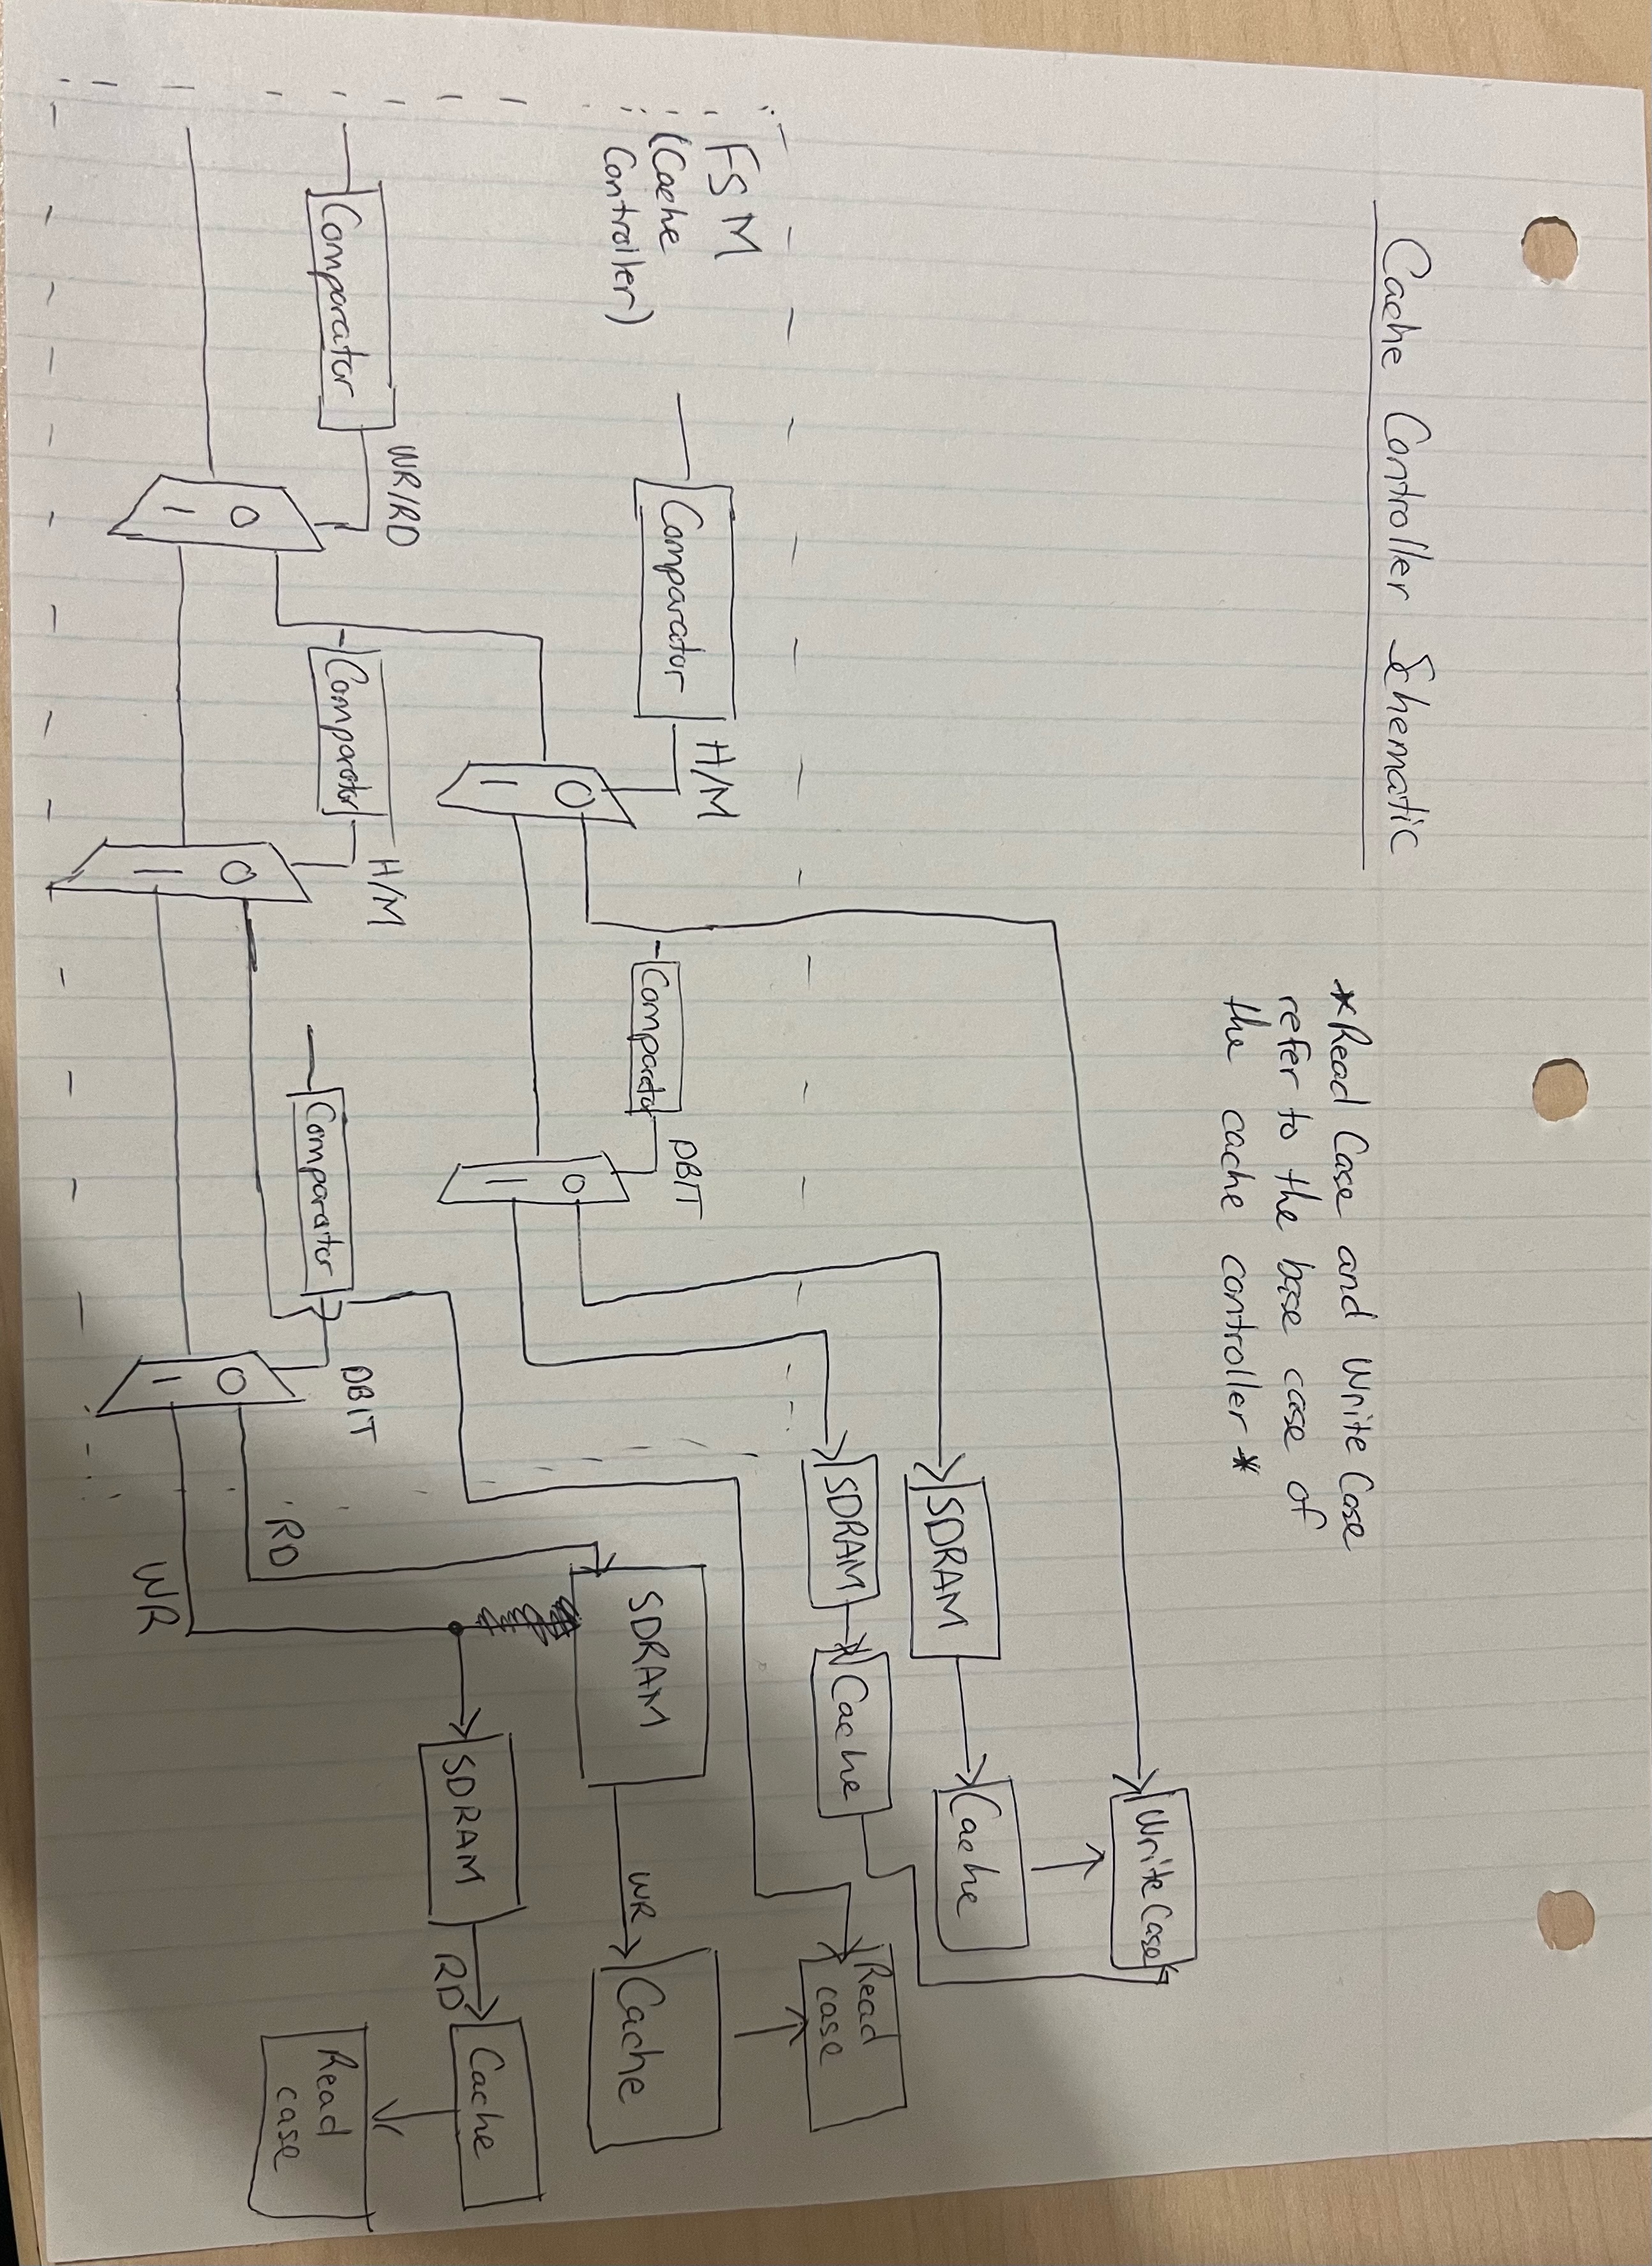 Cache Controller Schematic
*Read Case and Write Case
refer to the base case of
the cache controller *
Write Case
SDRAM
Cache
SDRAM
Cache
Read
case
FSM
(Cache
Controller)
Comparator
H/M
Comparator
DBIT
SDRAM
WR
Cache
0
1
0
1
SDRAM
RD
Cache
Comparator
WR/RD
Comparator
H/M
Comparator
DBIT
RD
Read
case
0
1
0
1
0
1
WR